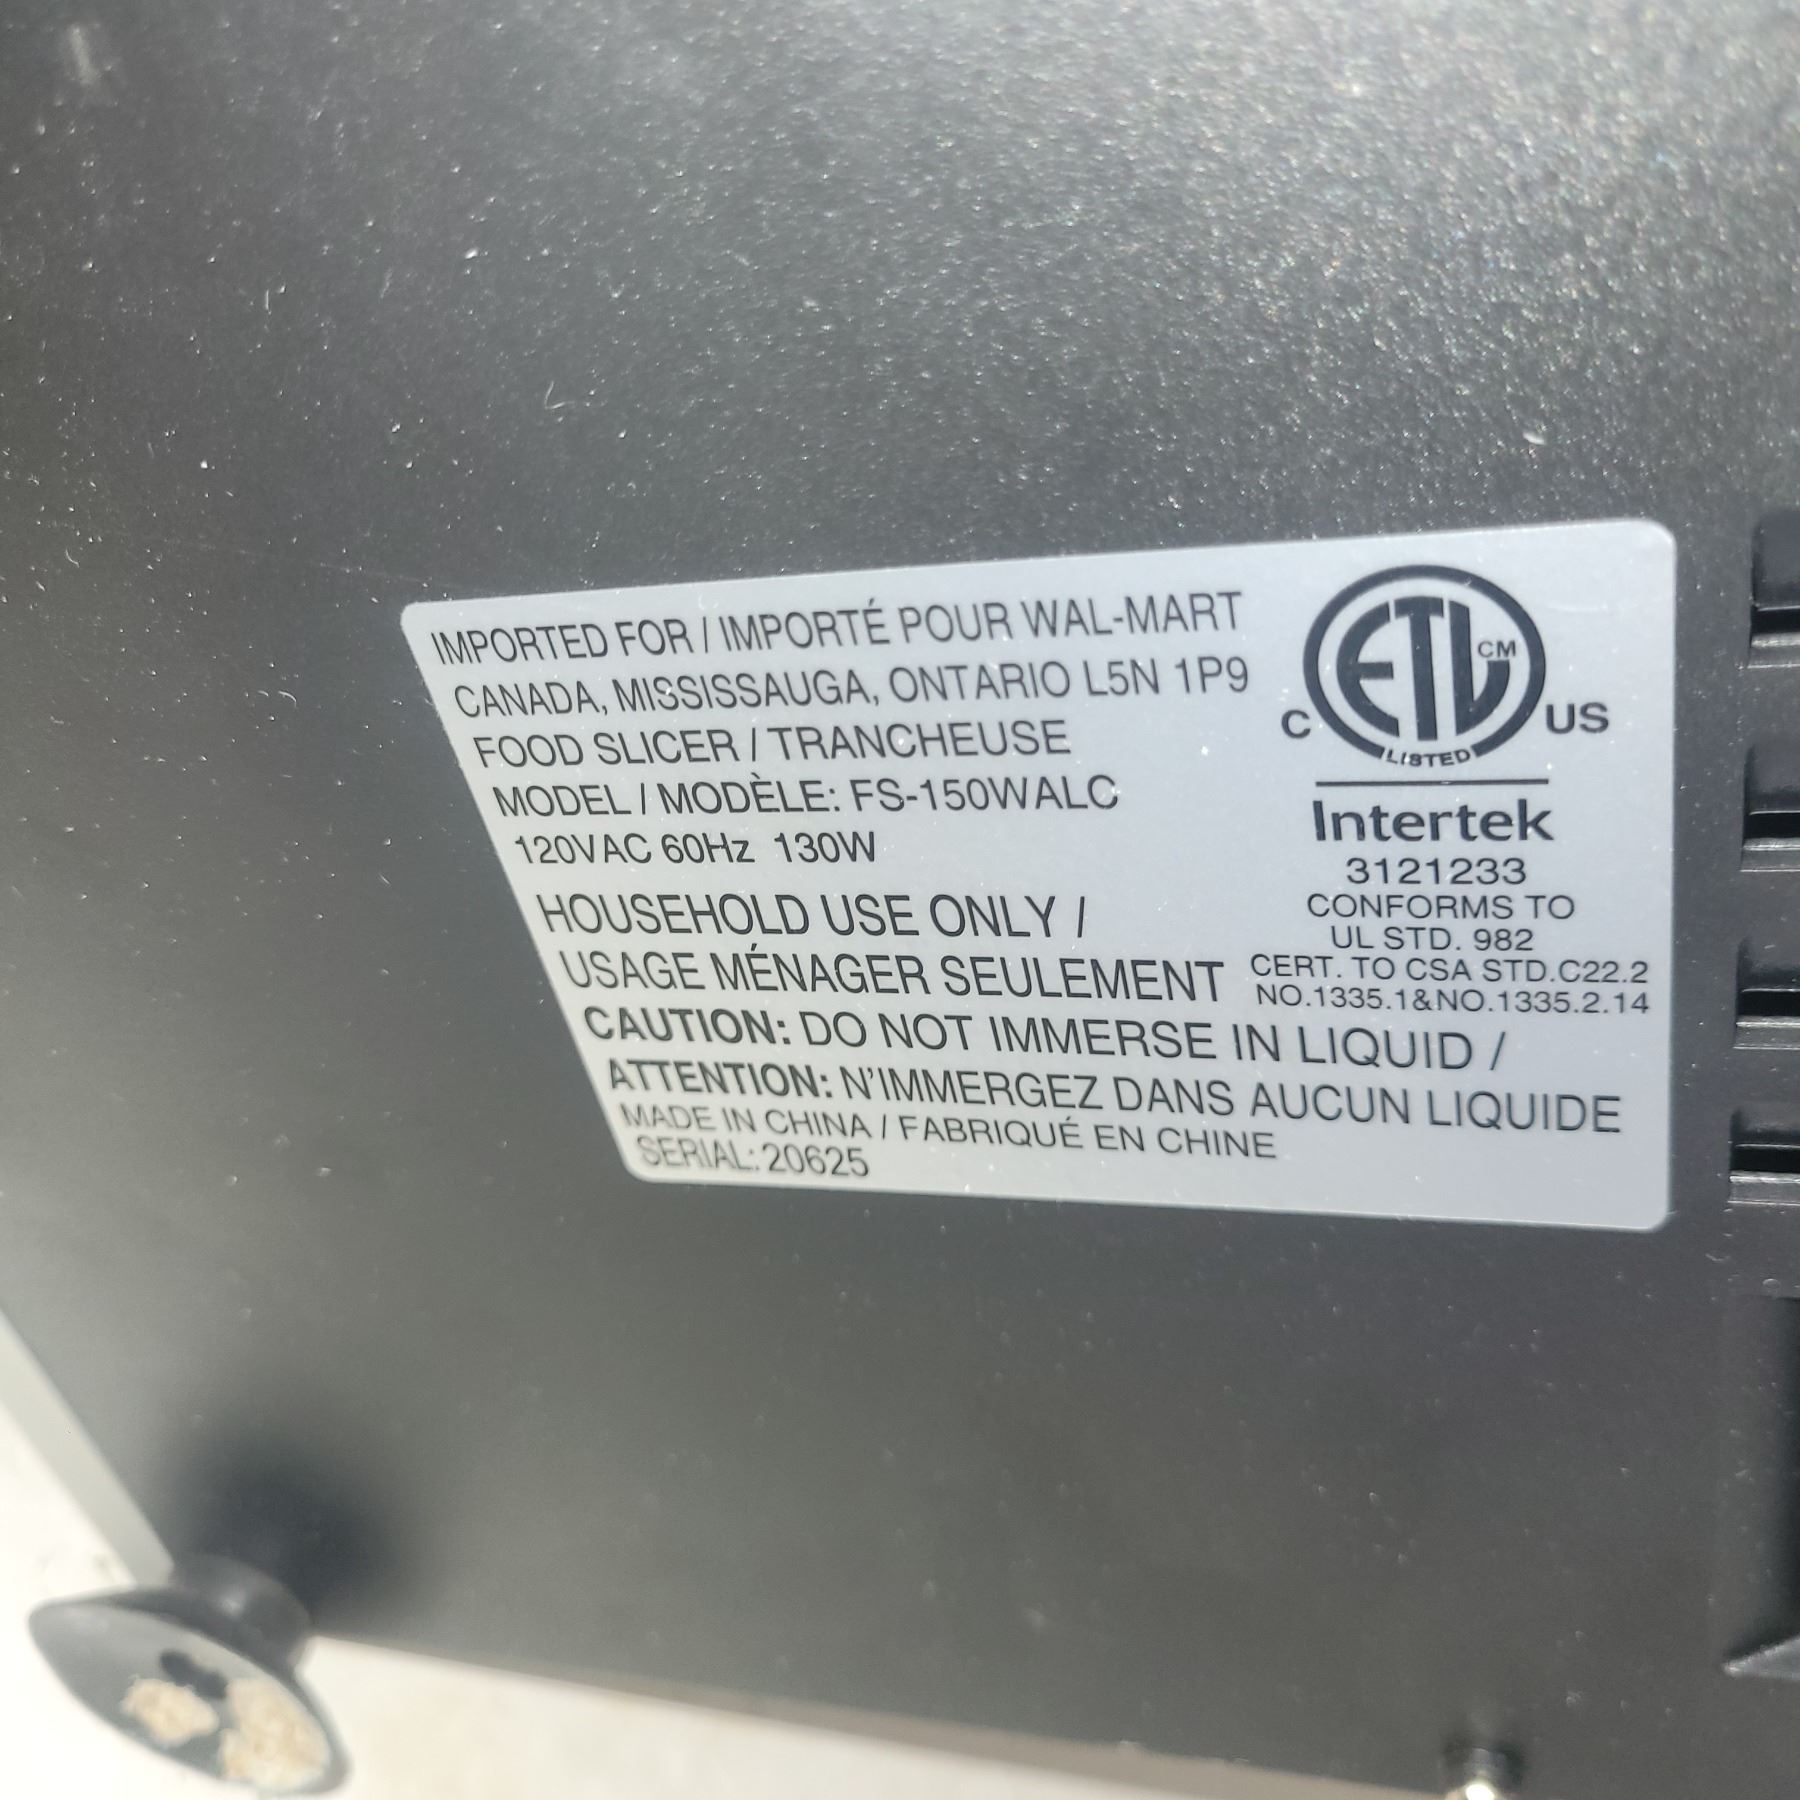 IMPORTED FOR / IMPORTÉ POUR WAL-MART
CANADA, MISSISSAUGA, ONTARIO L5N 1P9
FOOD SLICER / TRANCHEUSE
MODEL / MODÈLE: FS-150WALC
120VAC 60Hz 130W
HOUSEHOLD USE ONLY /
USAGE MÉNAGER SEULEMENT
CAUTION: DO NOT IMMERSE IN LIQUID /
ATTENTION: N'IMMERGEZ DANS AUCUN LIQUIDE
MADE IN CHINA / FABRIQUÉ EN CHINE
SERIAL: 20625
ETL CM
C US
LISTED
Intertek
3121233
CONFORMS TO
UL STD. 982
CERT. TO CSA STD.C22.2
NO.1335.1&NO.1335.2.14